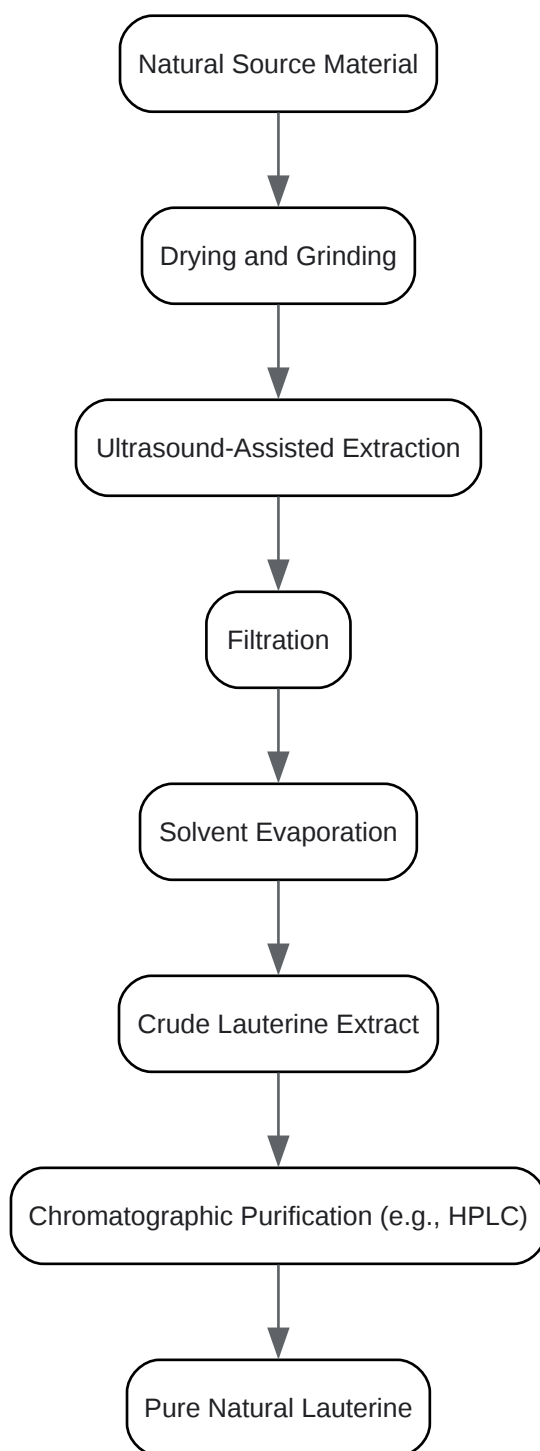 Natural Source Material
Drying and Grinding
Ultrasound-Assisted Extraction
Filtration
Solvent Evaporation
Crude Lauterine Extract
Chromatographic Purification (e.g., HPLC)
Pure Natural Lauterine